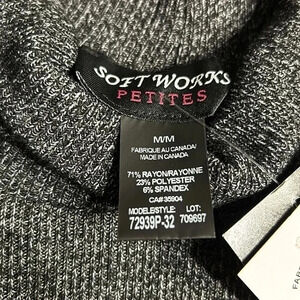 SOFT WORKS
PETITES
M/M
FABRIQUE AU CANADA/
MADE IN CANADA
71% RAYON/RAYONNE
23% POLYESTER
6% SPANDEX
CA# 35904
MODELE/STYLE: LOT:
72939P-32 709697